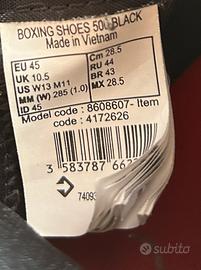 BOXING SHOES 500 BLACK
Made in Vietnam
EU 45 Cm 28.5
UK 10.5 RU 44
US W13 M11 BR 43
MM (W) 285 (1.0) MX 28.5
ID 45
Model code : 8608607- Item
code : 4172626
3 583787 66
7409
subito